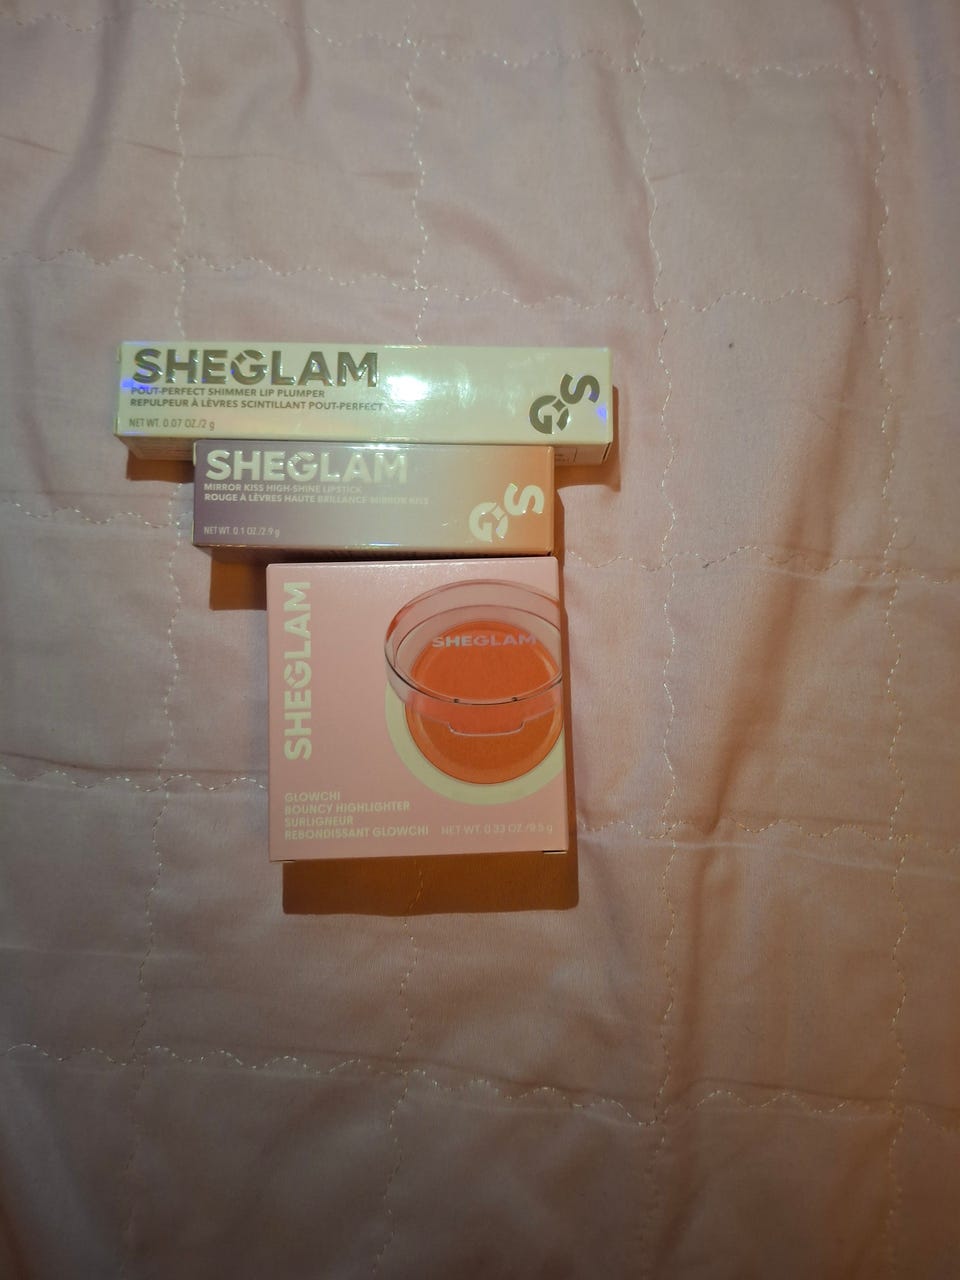 SHEGLAM
POUT-PERFECT SHIMMER LIP PLUMPER
REPULPEUR À LÈVRES SCINTILLANT POUT-PERFECT
NET WT. 0.07 OZ./2 g
GS
SHEGLAM
MIRROR KISS HIGH-SHINE LIPSTICK
ROUGE À LÈVRES HAUTE BRILLANCE MIRROR KISS
NET WT. 0.1 OZ./2.9 g
GS
SHEGLAM
SHEGLAM
GLOWCHI
BOUNCY HIGHLIGHTER
SURLIGNEUR
REBONDISSANT GLOWCHI NET WT. 0.33 OZ./9.5 g